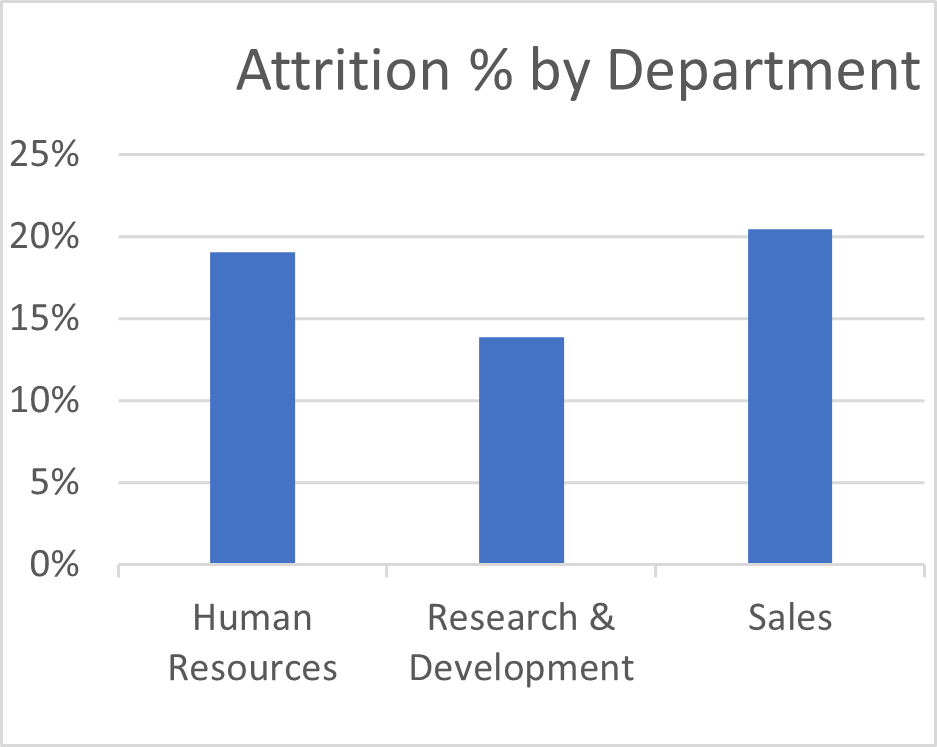 Attrition % by Department
25%
20%
15%
10%
5%
0%
Human
Resources
Research &
Development
Sales